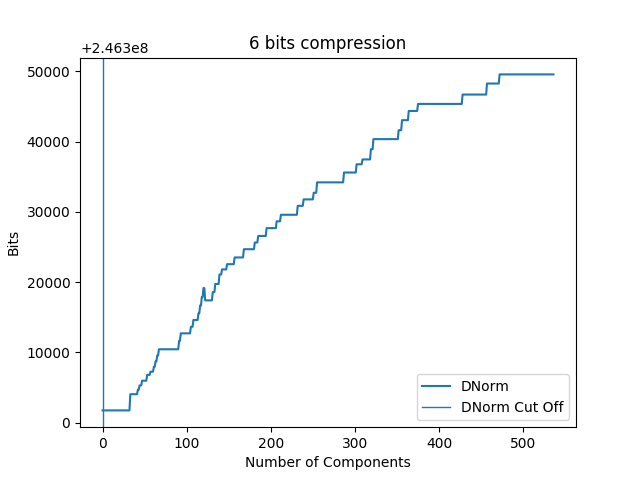 6 bits compression
+2.463e8
50000
40000
30000
20000
10000
0
Bits
0 100 200 300 400 500
Number of Components
DNorm
DNorm Cut Off